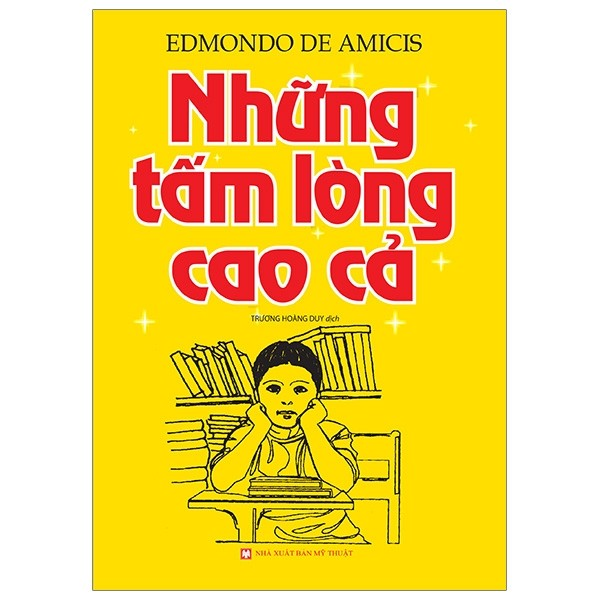 EDMONDO DE AMICIS
Những
tấm lòng
cao cả
TRƯƠNG HOÀNG DUY dịch
NHÀ XUẤT BẢN MỸ THUẬT